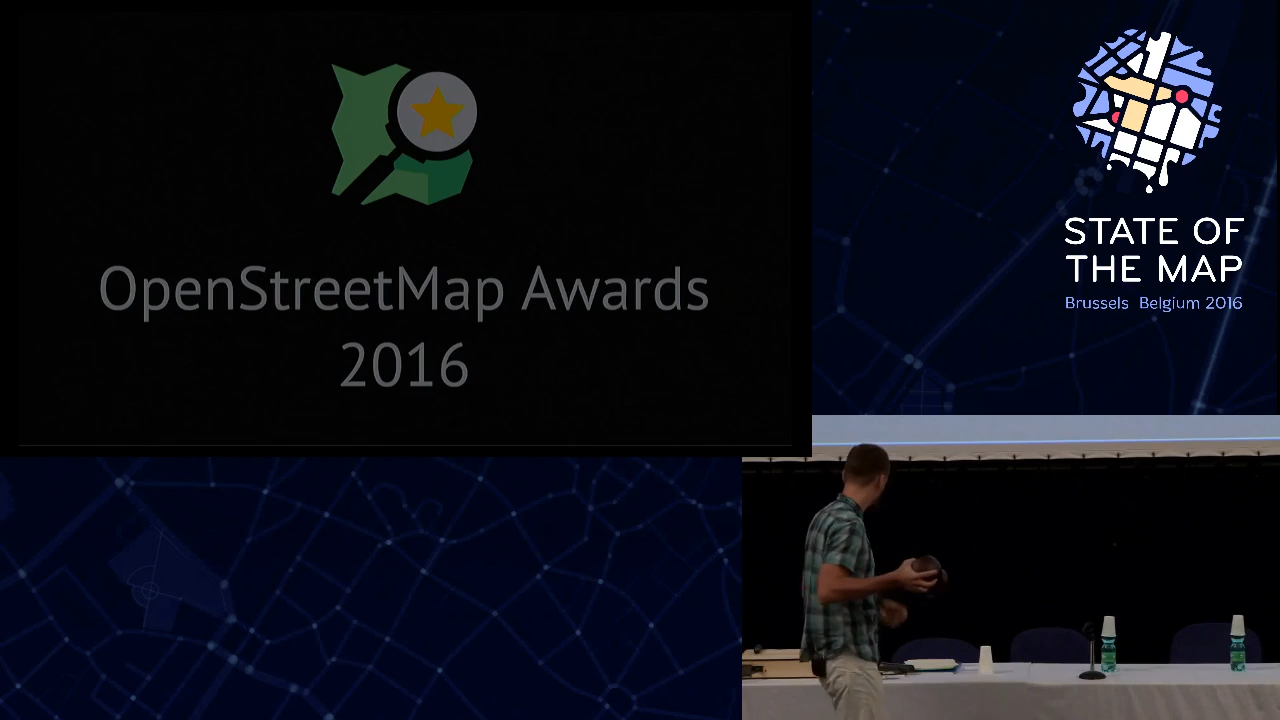 OpenStreetMap Awards
2016
STATE OF
THE MAP
Brussels Belgium 2016